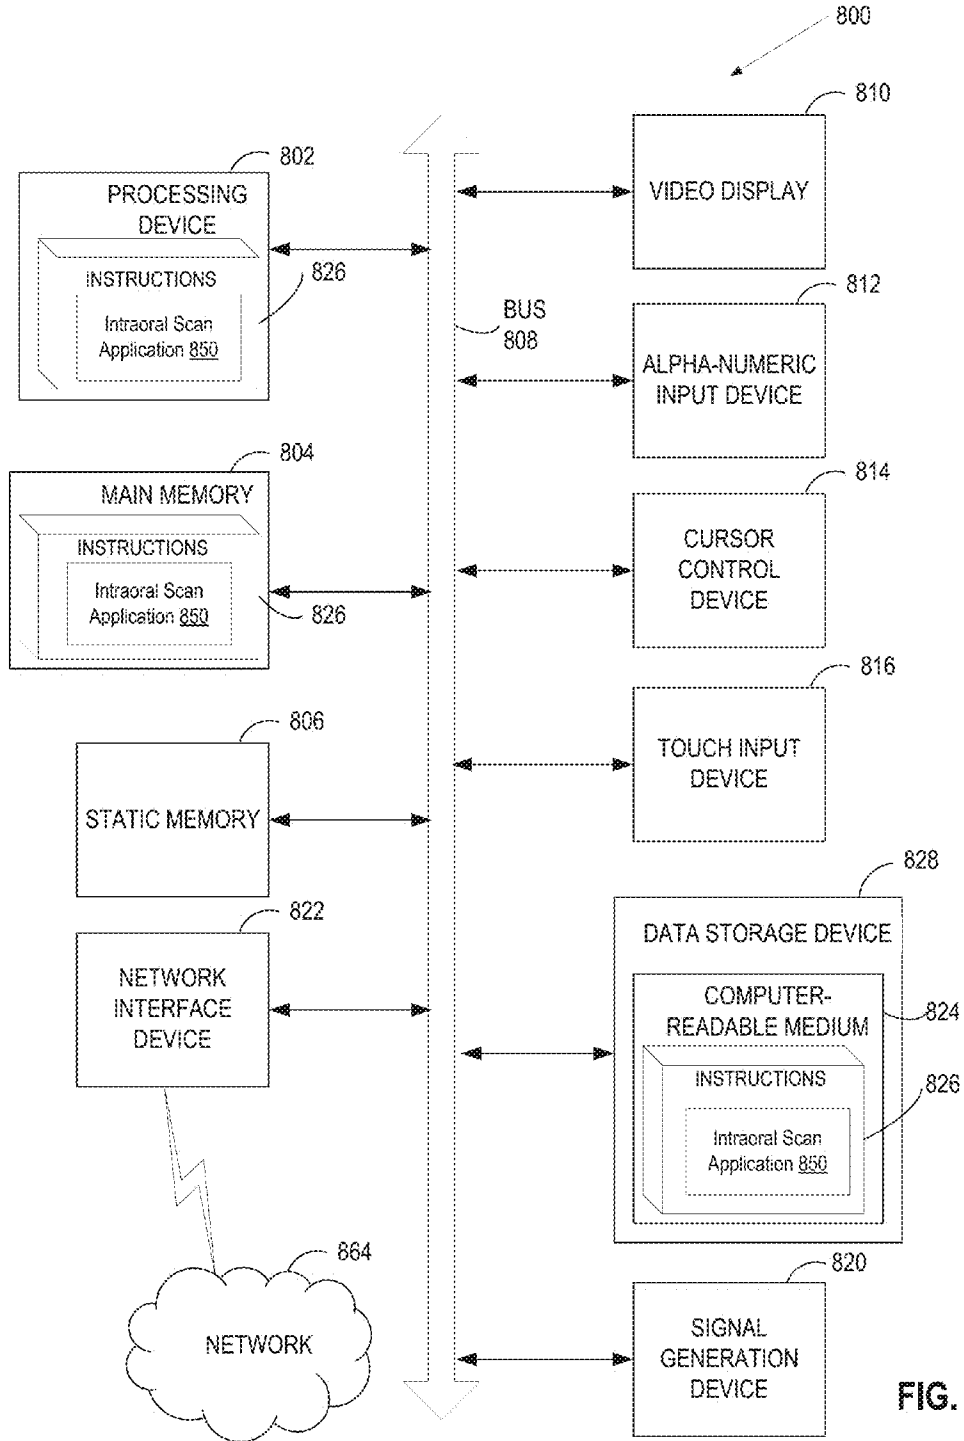 800
810
VIDEO DISPLAY
802
PROCESSING
DEVICE
INSTRUCTIONS
826
Intraoral Scan
Application 850
BUS
808
812
ALPHA-NUMERIC
INPUT DEVICE
804
MAIN MEMORY
INSTRUCTIONS
Intraoral Scan
Application 850
826
814
CURSOR
CONTROL
DEVICE
816
TOUCH INPUT
DEVICE
806
STATIC MEMORY
822
NETWORK
INTERFACE
DEVICE
828
DATA STORAGE DEVICE
COMPUTER-
READABLE MEDIUM
824
INSTRUCTIONS
826
Intraoral Scan
Application 850
864
NETWORK
820
SIGNAL
GENERATION
DEVICE
FIG.